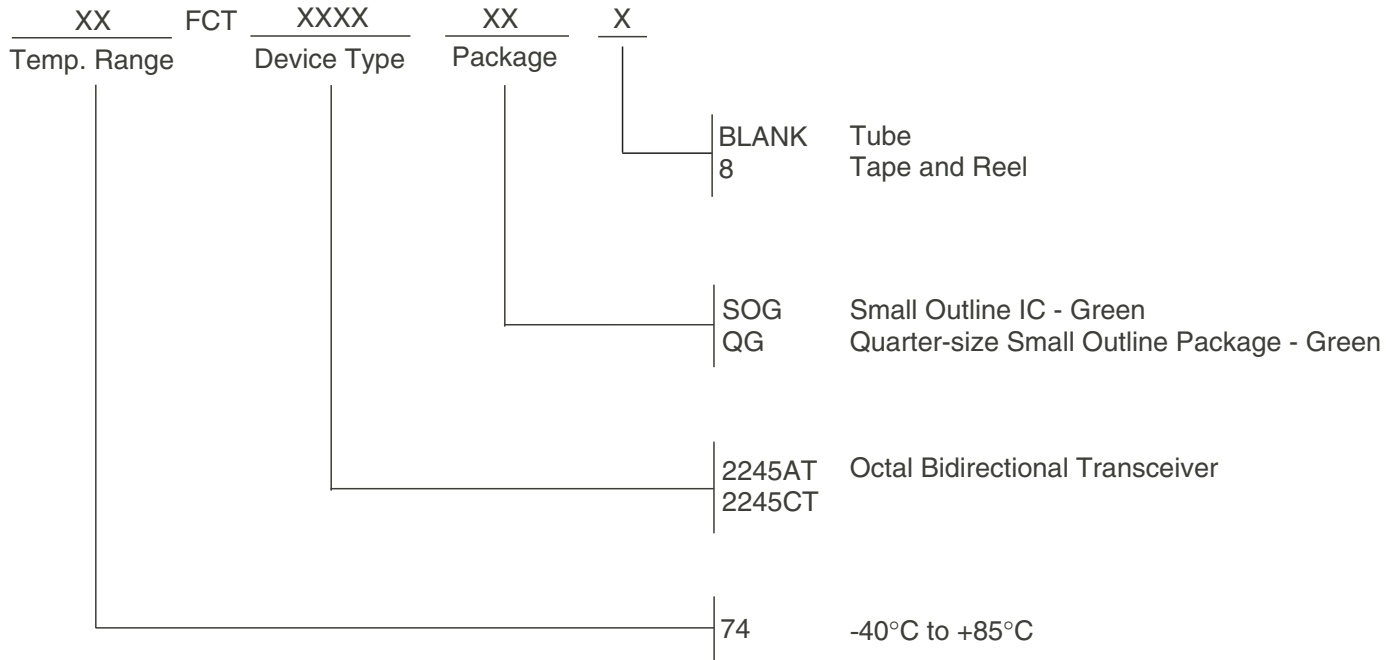 XX FCT XXXX XX X
Temp. Range Device Type Package
BLANK Tube
8 Tape and Reel
SOG Small Outline IC - Green
QG Quarter-size Small Outline Package - Green
2245AT Octal Bidirectional Transceiver
2245CT
74 -40°C to +85°C